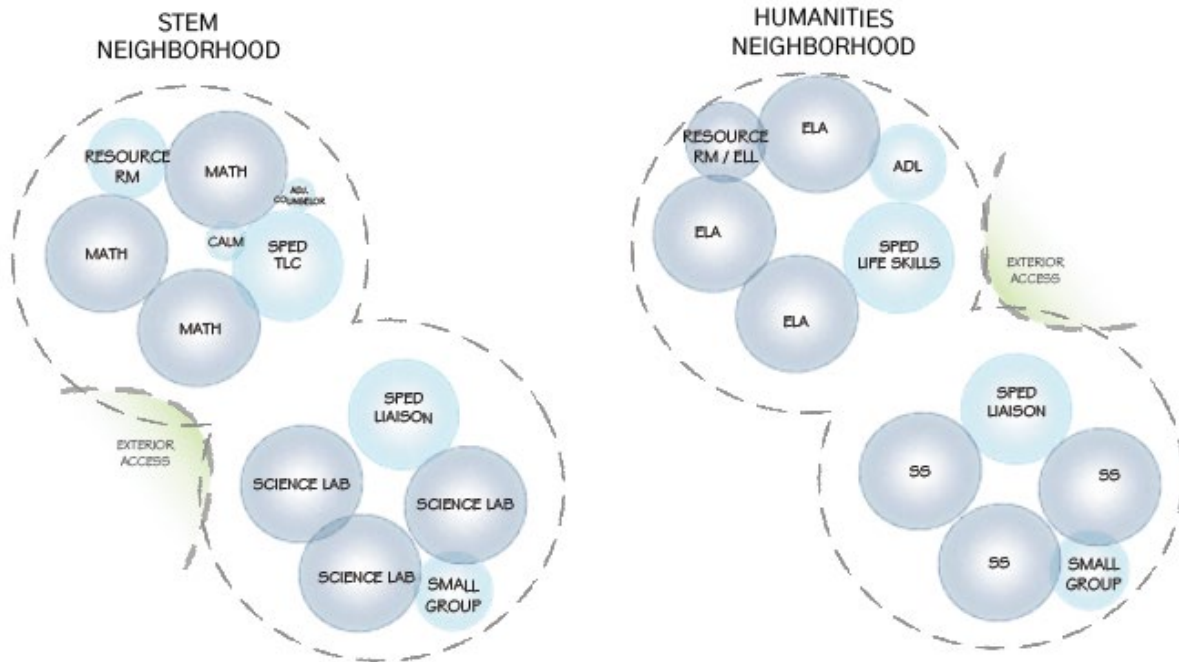 STEM
NEIGHBORHOOD
RESOURCE
RM
MATH
ADJ.
COUNSELOR
CALM
SPED
TLC
MATH
MATH
EXTERIOR
ACCESS
SPED
LIAISON
SCIENCE LAB
SCIENCE LAB
SCIENCE LAB
SMALL
GROUP
HUMANITIES
NEIGHBORHOOD
RESOURCE
RM / ELL
ELA
ADL
ELA
SPED
LIFE SKILLS
ELA
EXTERIOR
ACCESS
SPED
LIAISON
SS
SS
SS
SMALL
GROUP